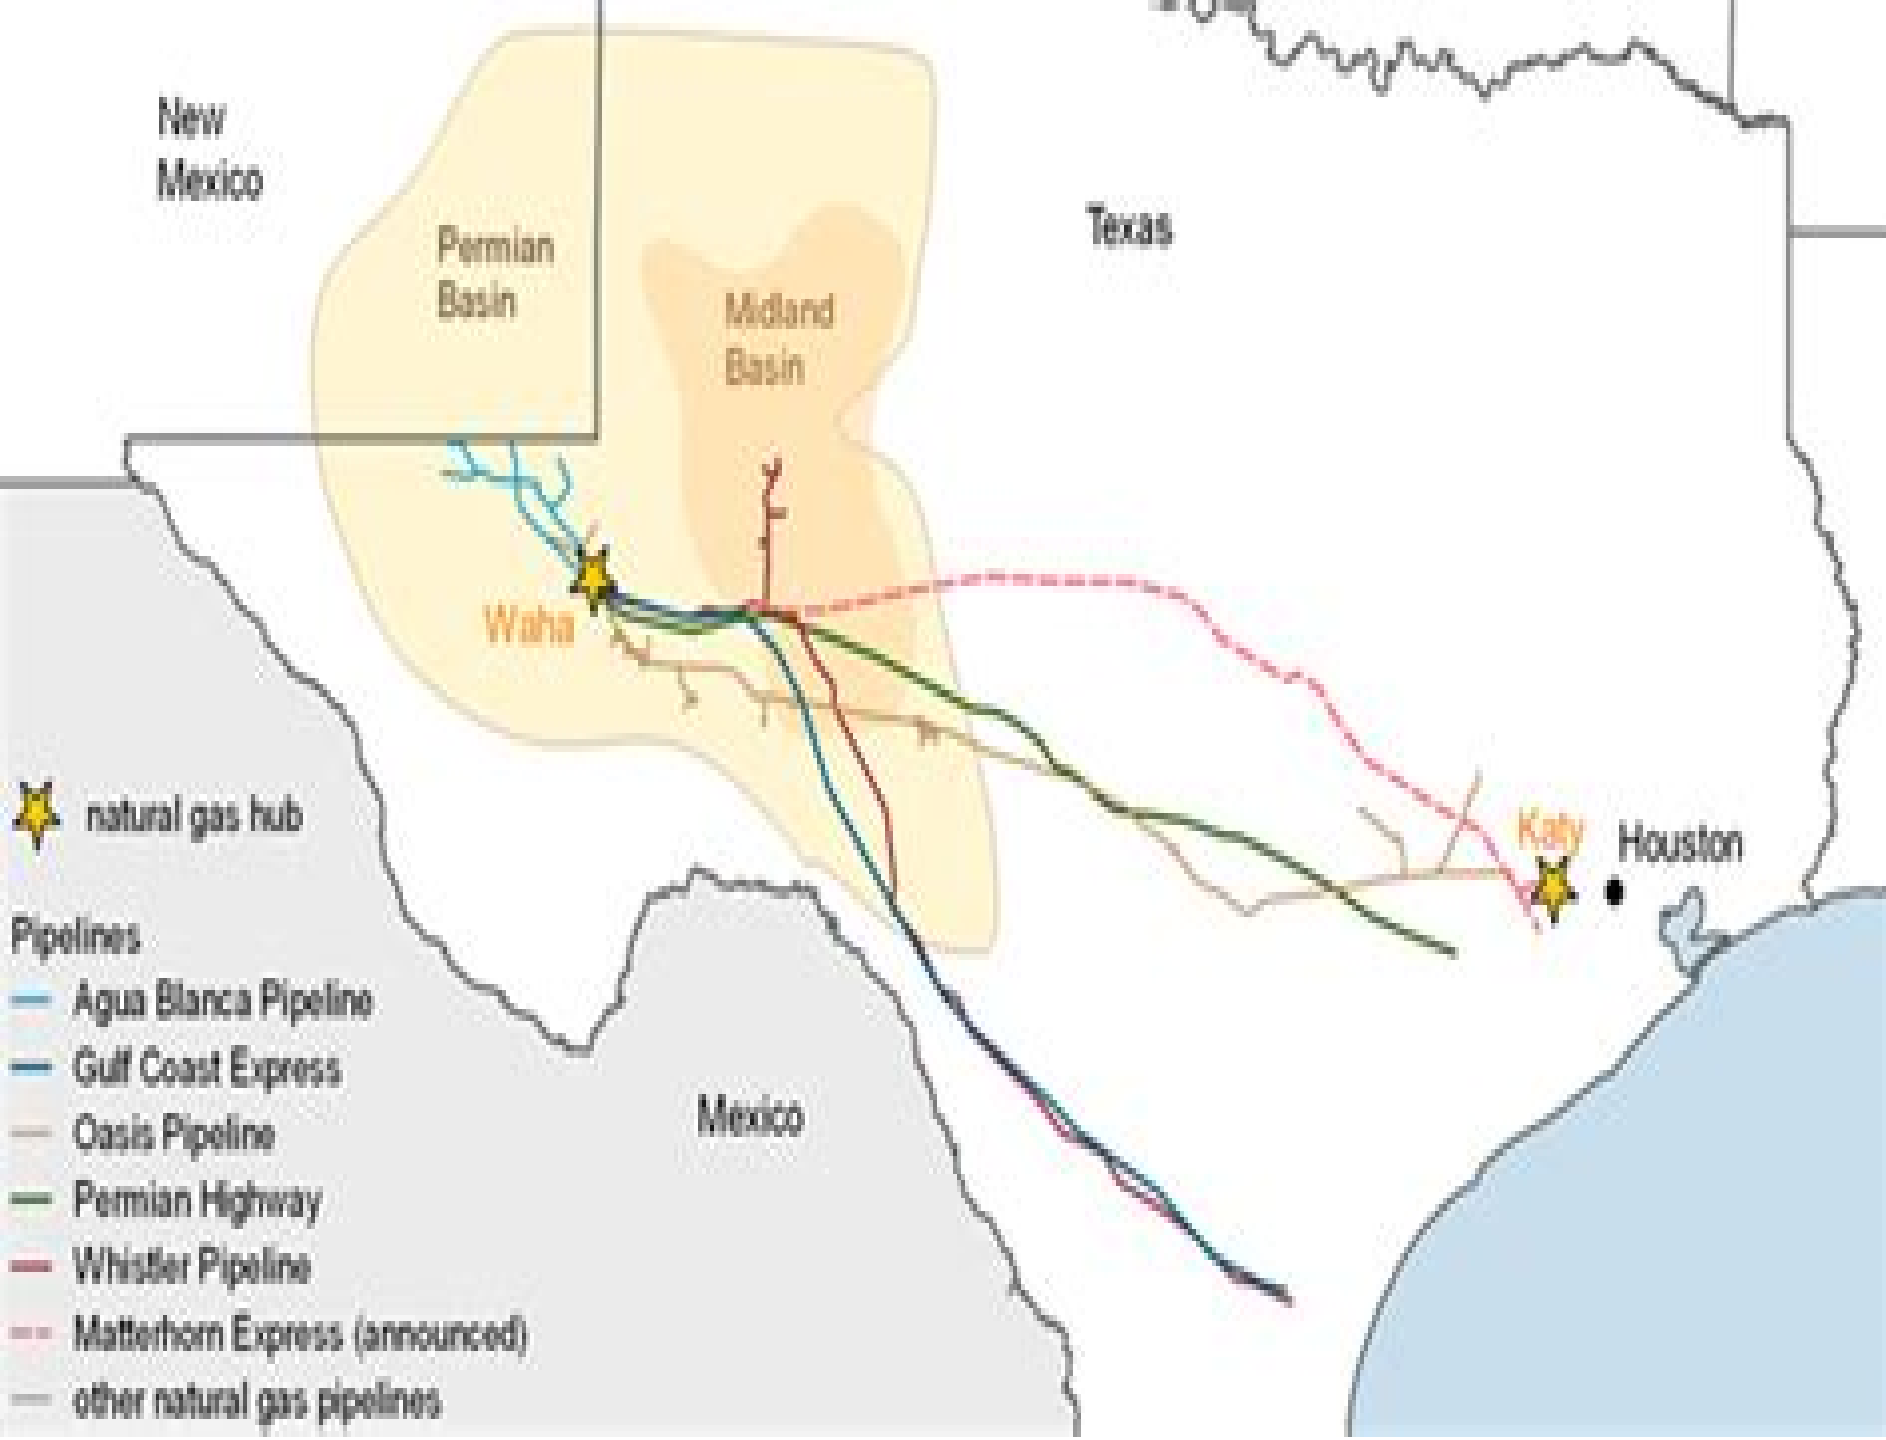 New
Mexico
Permian
Basin
Midland
Basin
Texas
Waha
Katy
Houston
Mexico
natural gas hub
Pipelines
Agua Blanca Pipeline
Gulf Coast Express
Oasis Pipeline
Permian Highway
Whistler Pipeline
Matterhorn Express (announced)
other natural gas pipelines